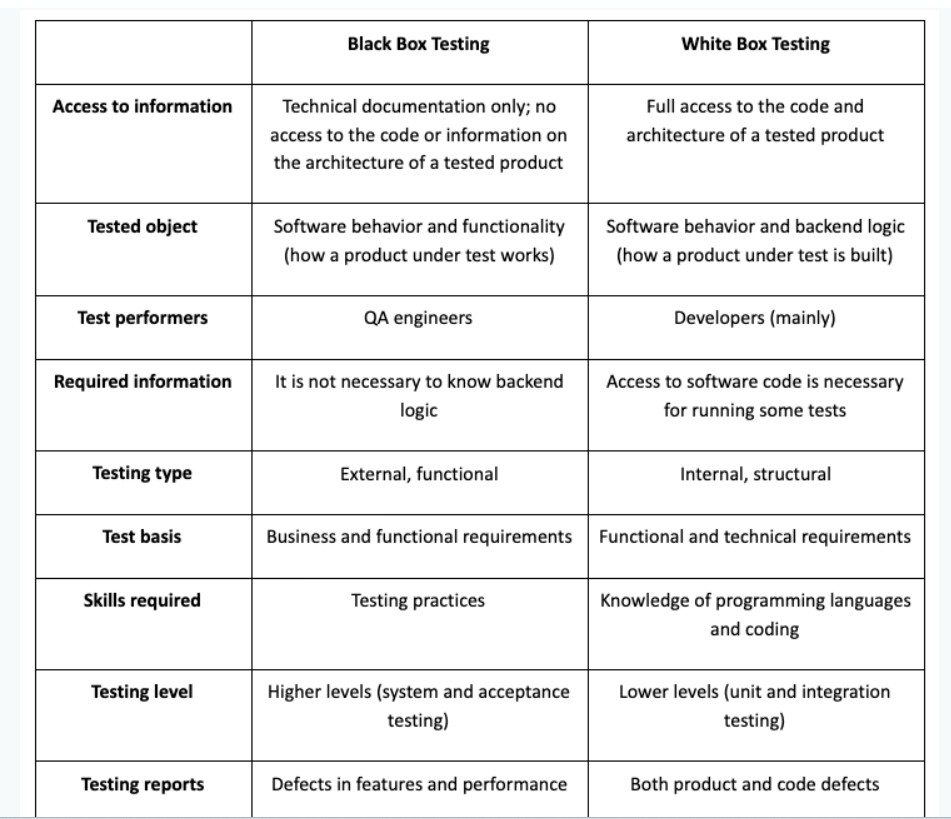 Black Box Testing
White Box Testing
Access to information
Technical documentation only; no
access to the code or information on
the architecture of a tested product
Full access to the code and
architecture of a tested product
Tested object
Software behavior and functionality
(how a product under test works)
Software behavior and backend logic
(how a product under test is built)
Test performers
QA engineers
Developers (mainly)
Required information
It is not necessary to know backend
logic
Access to software code is necessary
for running some tests
Testing type
External, functional
Internal, structural
Test basis
Business and functional requirements
Functional and technical requirements
Skills required
Testing practices
Knowledge of programming languages
and coding
Testing level
Higher levels (system and acceptance
testing)
Lower levels (unit and integration
testing)
Testing reports
Defects in features and performance
Both product and code defects